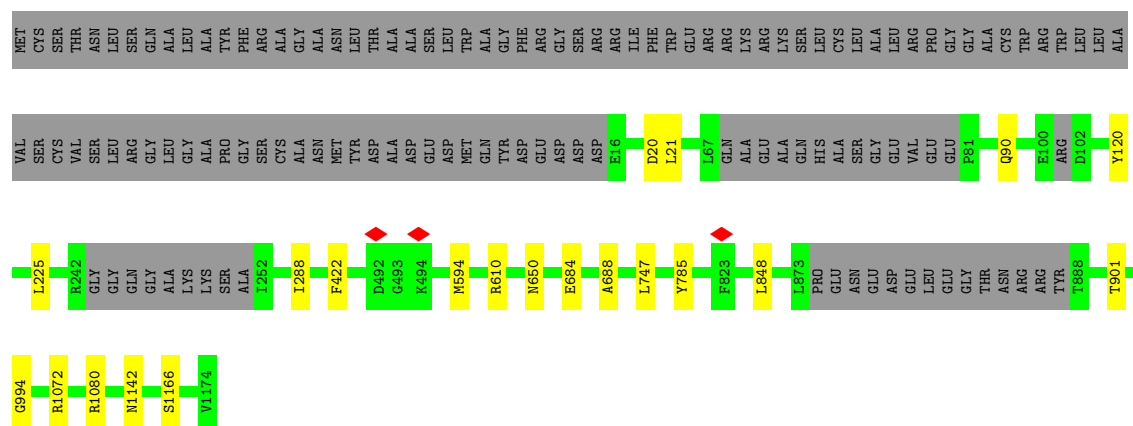 MET CYS SER THR ASN LEU SER GLN ALA LEU ALA TYR PHE ARG ALA GLY ALA ASN LEU THR ALA ALA SER LEU TRP ALA GLY PHE ARG GLY SER ARG ARG ILE PHE TRP GLU ARG ARG LYS ARG LYS SER LEU CYS LEU ALA LEU ARG PRO GLY GLY ALA CYS TRP ARG TRP LEU LEU ALA
VAL SER CYS VAL SER LEU ARG GLY LEU GLY ALA PRO GLY SER CYS ALA ASN MET TYR ASP ALA ASP GLU ASP MET GLN TYR ASP GLU ASP ASP ASP E16 D20 L21 L67 GLN ALA GLU ALA GLN HIS ALA SER GLY GLU VAL GLU GLU P81 Q90 E100 ARG D102 Y120
L225 R242 GLY GLY GLN GLY ALA LYS LYS SER ALA I252 I288 F422 D492 G493 K494 M594 R610 N650 E684 A688 L747 Y785 F823 L848 L873 PRO GLU ASN GLU ASP GLU LEU GLU GLY THR ASN ARG ARG TYR T888 T901
G994 R1072 R1080 N1142 S1166 V1174